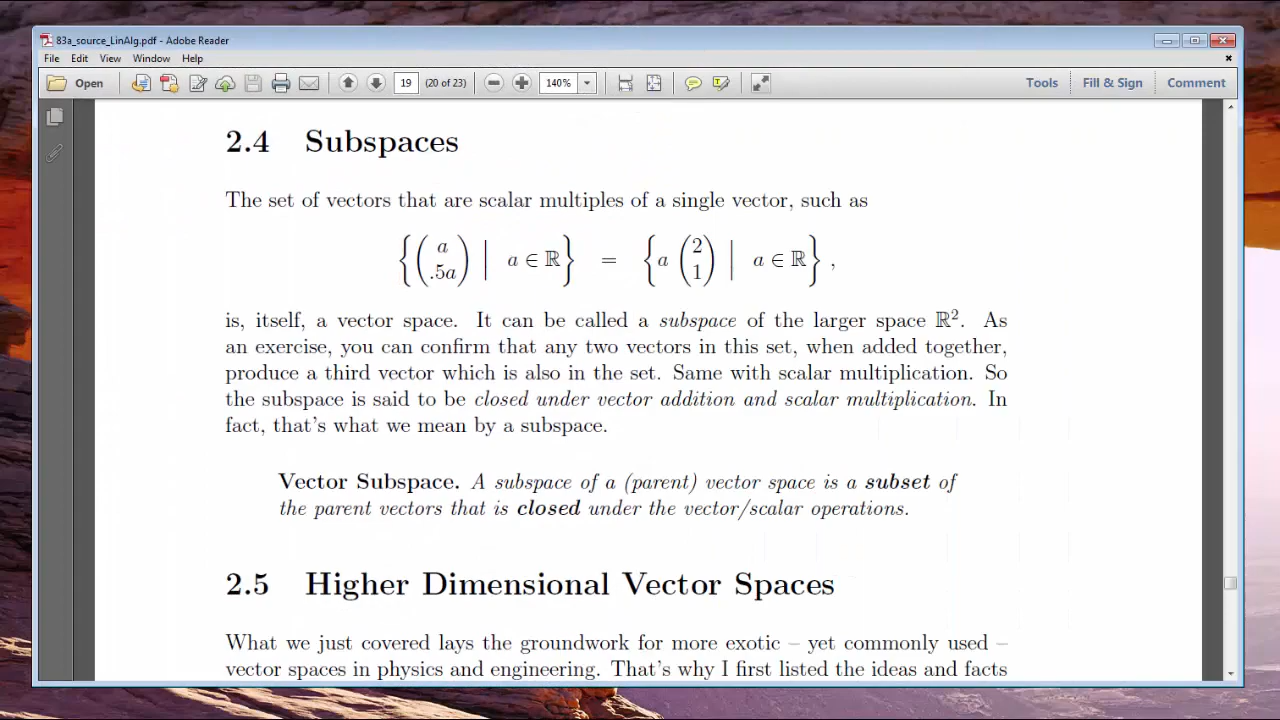 83a_source_LinAlg.pdf - Adobe Reader
File Edit View Window Help
Open 19 (20 of 23) 140% Tools Fill & Sign Comment
2.4 Subspaces
The set of vectors that are scalar multiples of a single vector, such as
{ ( a .5a ) | a ∈ ℝ } = { a ( 2 1 ) | a ∈ ℝ } ,
is, itself, a vector space. It can be called a subspace of the larger space ℝ². As
an exercise, you can confirm that any two vectors in this set, when added together,
produce a third vector which is also in the set. Same with scalar multiplication. So
the subspace is said to be closed under vector addition and scalar multiplication. In
fact, that's what we mean by a subspace.
Vector Subspace. A subspace of a (parent) vector space is a subset of
the parent vectors that is closed under the vector/scalar operations.
2.5 Higher Dimensional Vector Spaces
What we just covered lays the groundwork for more exotic – yet commonly used –
vector spaces in physics and engineering. That's why I first listed the ideas and facts